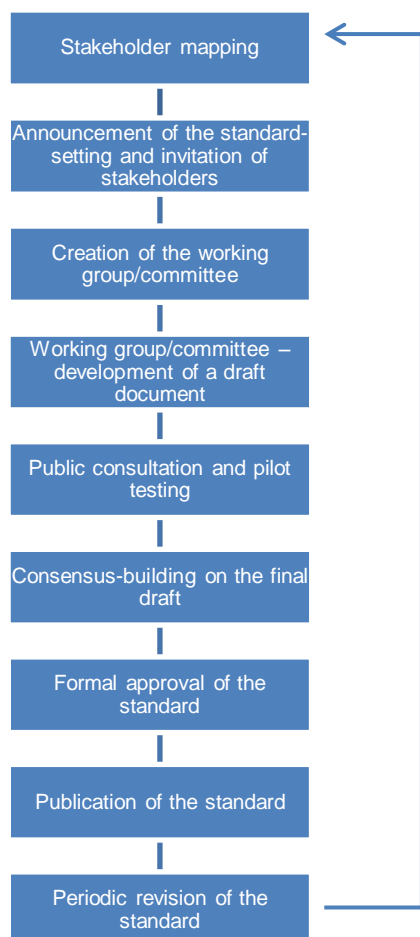 Stakeholder mapping
Announcement of the standard-
setting and invitation of
stakeholders
Creation of the working
group/committee
Working group/committee –
development of a draft
document
Public consultation and pilot
testing
Consensus-building on the final
draft
Formal approval of the
standard
Publication of the standard
Periodic revision of the
standard